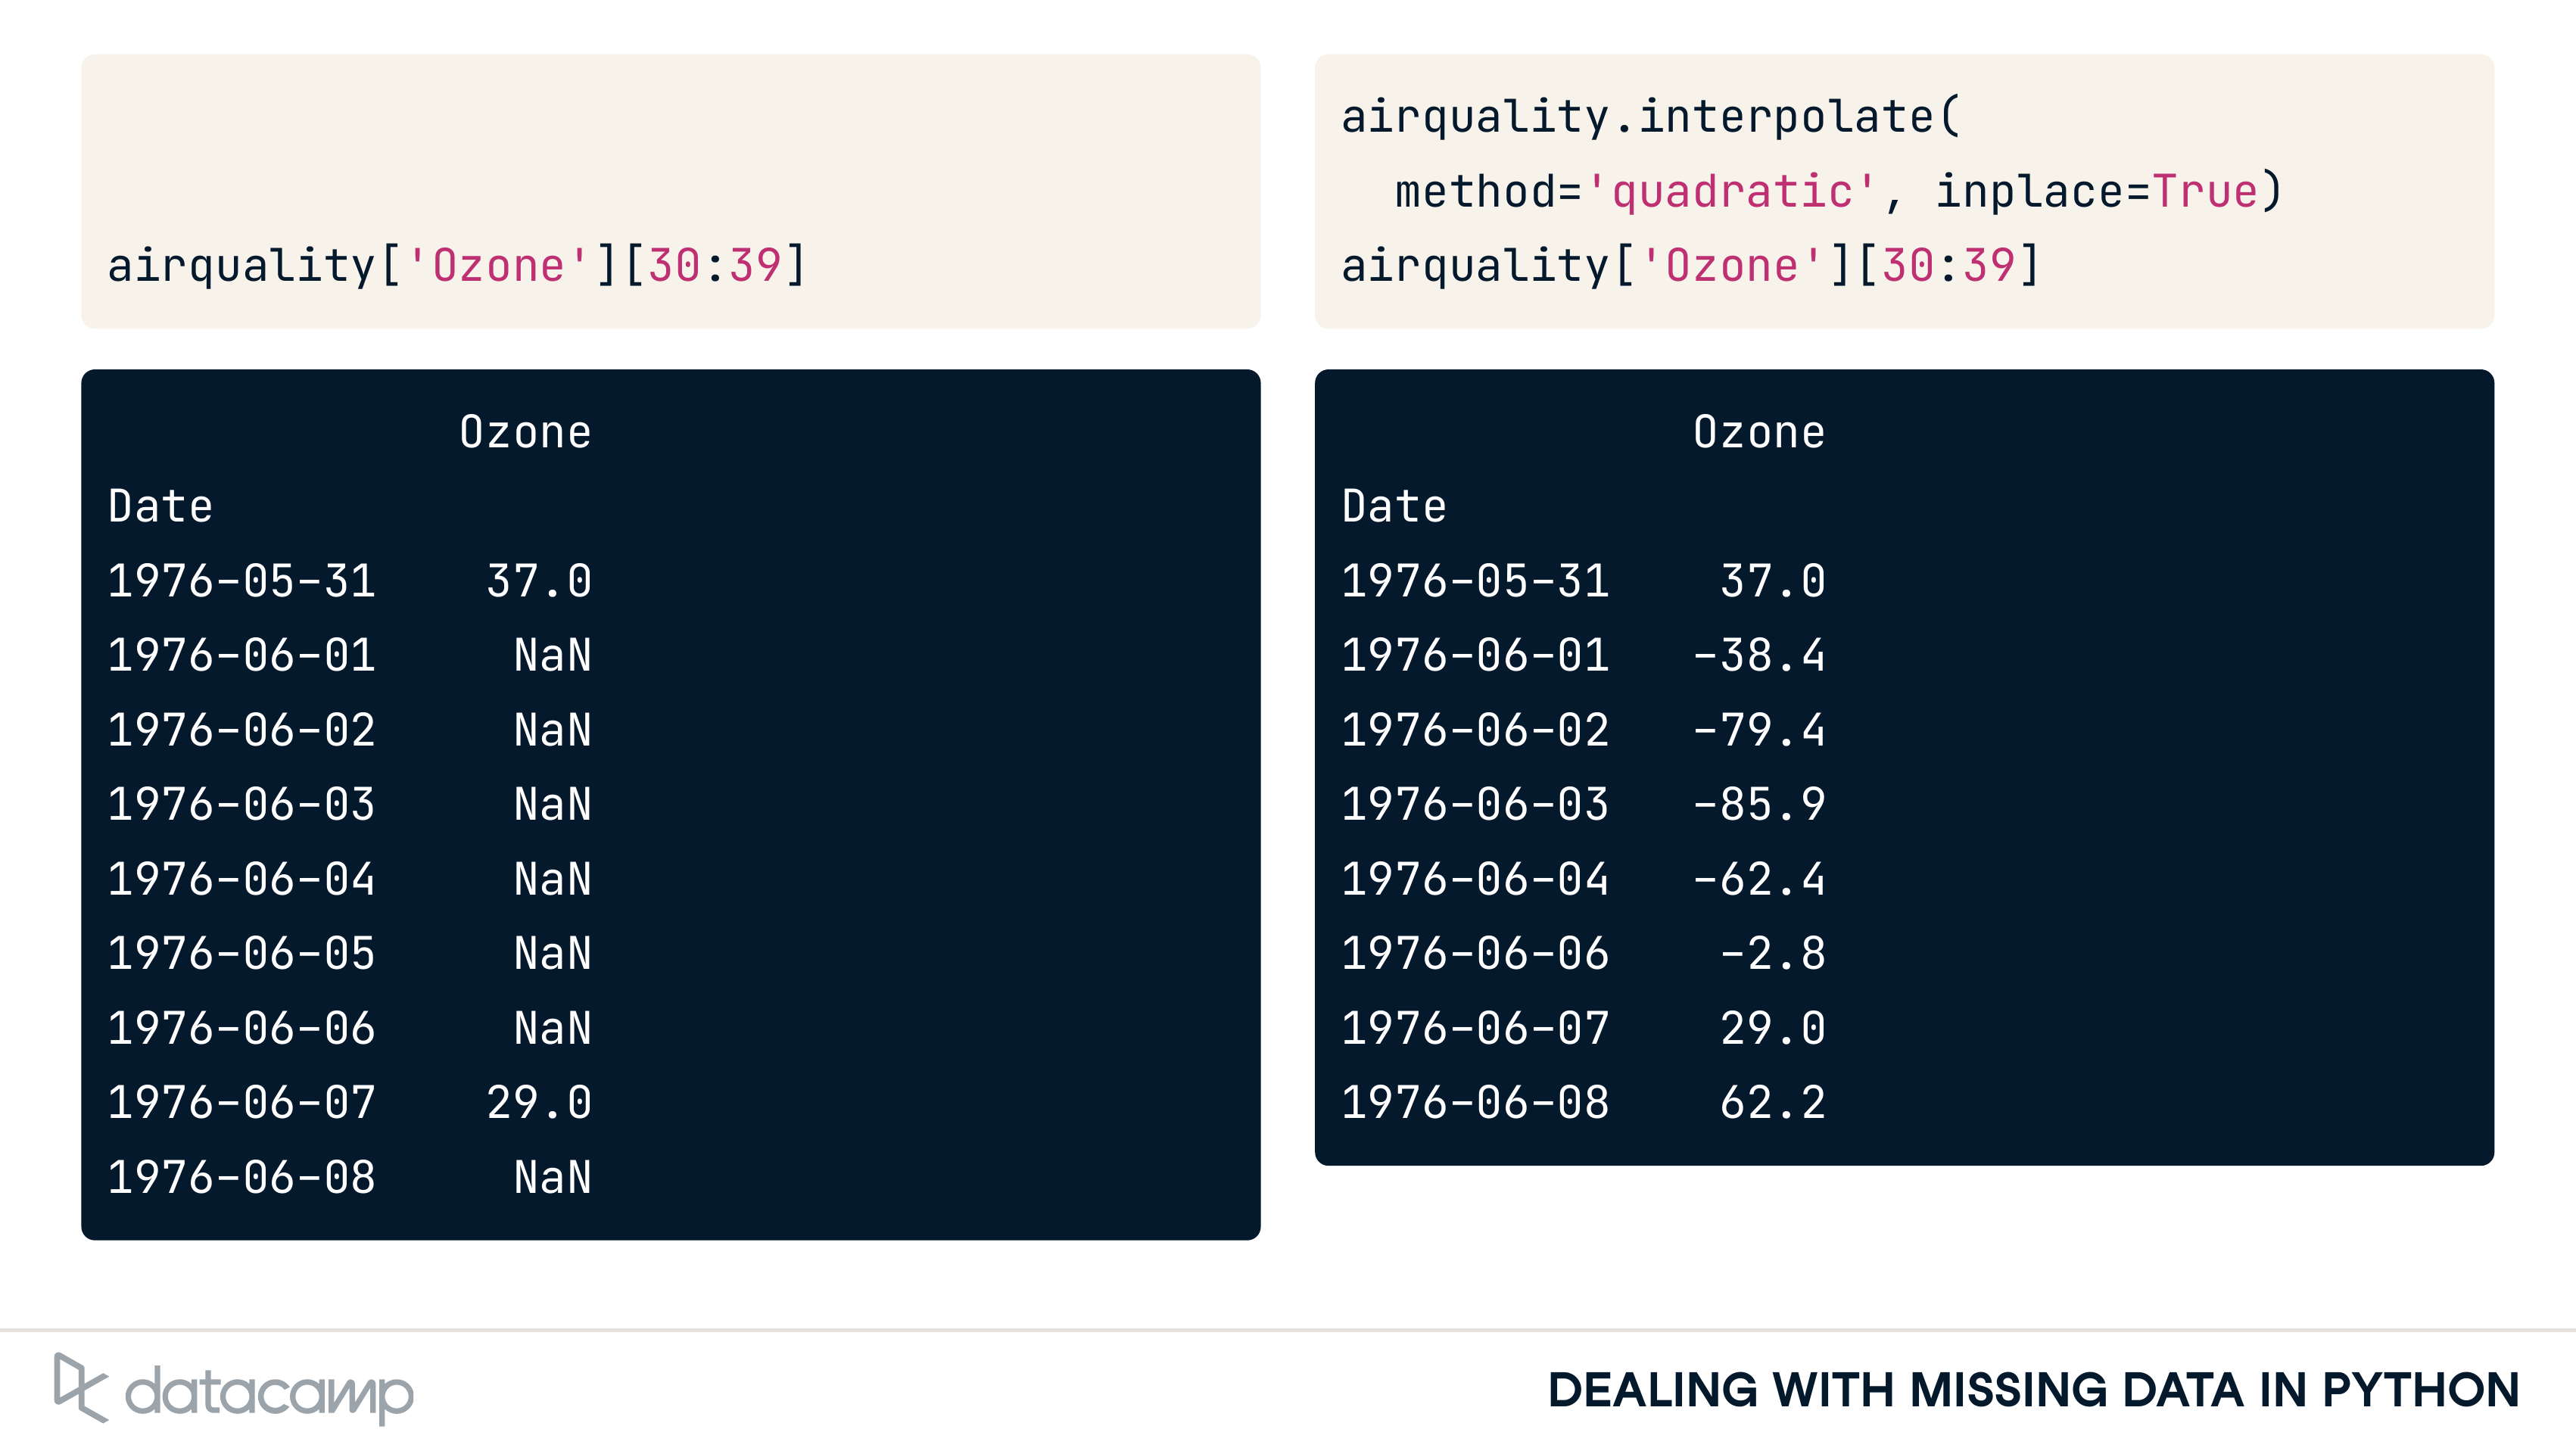 airquality['Ozone'][30:39]
             Ozone
Date
1976-05-31    37.0
1976-06-01     NaN
1976-06-02     NaN
1976-06-03     NaN
1976-06-04     NaN
1976-06-05     NaN
1976-06-06     NaN
1976-06-07    29.0
1976-06-08     NaN
airquality.interpolate(
  method='quadratic', inplace=True)
airquality['Ozone'][30:39]
             Ozone
Date
1976-05-31    37.0
1976-06-01   -38.4
1976-06-02   -79.4
1976-06-03   -85.9
1976-06-04   -62.4
1976-06-06    -2.8
1976-06-07    29.0
1976-06-08    62.2
datacamp
DEALING WITH MISSING DATA IN PYTHON